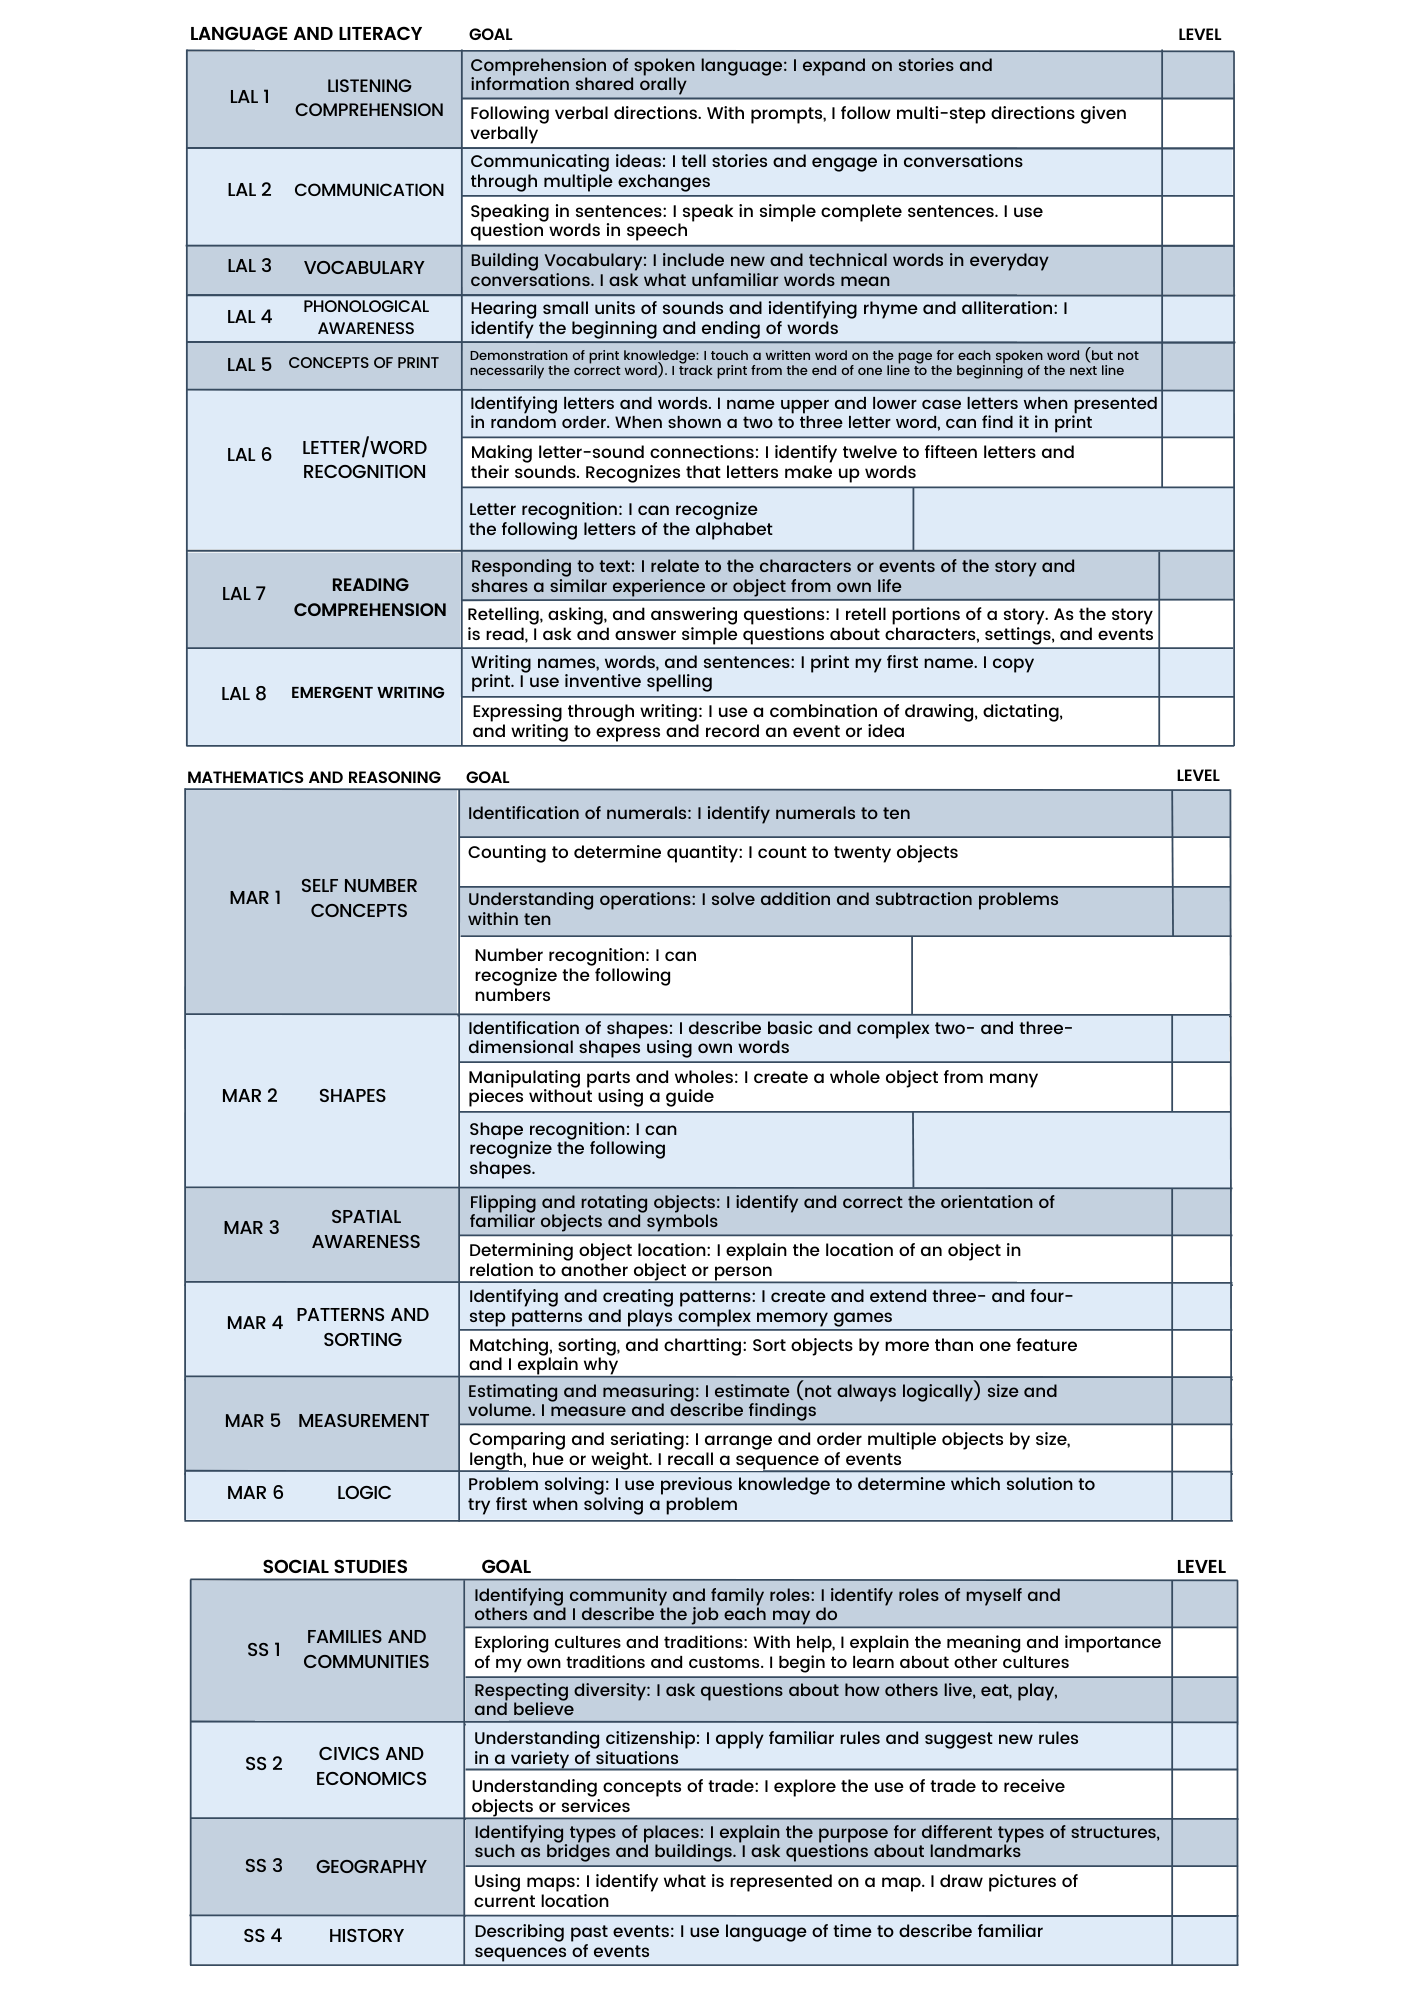 LANGUAGE AND LITERACY GOAL LEVEL
LAL 1 LISTENING COMPREHENSION
Comprehension of spoken language: I expand on stories and
information shared orally
Following verbal directions. With prompts, I follow multi-step directions given
verbally
LAL 2 COMMUNICATION
Communicating ideas: I tell stories and engage in conversations
through multiple exchanges
Speaking in sentences: I speak in simple complete sentences. I use
question words in speech
LAL 3 VOCABULARY
Building Vocabulary: I include new and technical words in everyday
conversations. I ask what unfamiliar words mean
LAL 4 PHONOLOGICAL AWARENESS
Hearing small units of sounds and identifying rhyme and alliteration: I
identify the beginning and ending of words
LAL 5 CONCEPTS OF PRINT
Demonstration of print knowledge: I touch a written word on the page for each spoken word (but not
necessarily the correct word). I track print from the end of one line to the beginning of the next line
LAL 6 LETTER/WORD RECOGNITION
Identifying letters and words. I name upper and lower case letters when presented
in random order. When shown a two to three letter word, can find it in print
Making letter-sound connections: I identify twelve to fifteen letters and
their sounds. Recognizes that letters make up words
Letter recognition: I can recognize
the following letters of the alphabet
LAL 7 READING COMPREHENSION
Responding to text: I relate to the characters or events of the story and
shares a similar experience or object from own life
Retelling, asking, and answering questions: I retell portions of a story. As the story
is read, I ask and answer simple questions about characters, settings, and events
LAL 8 EMERGENT WRITING
Writing names, words, and sentences: I print my first name. I copy
print. I use inventive spelling
Expressing through writing: I use a combination of drawing, dictating,
and writing to express and record an event or idea
MATHEMATICS AND REASONING GOAL LEVEL
MAR 1 SELF NUMBER CONCEPTS
Identification of numerals: I identify numerals to ten
Counting to determine quantity: I count to twenty objects
Understanding operations: I solve addition and subtraction problems
within ten
Number recognition: I can
recognize the following
numbers
MAR 2 SHAPES
Identification of shapes: I describe basic and complex two- and three-
dimensional shapes using own words
Manipulating parts and wholes: I create a whole object from many
pieces without using a guide
Shape recognition: I can
recognize the following
shapes.
MAR 3 SPATIAL AWARENESS
Flipping and rotating objects: I identify and correct the orientation of
familiar objects and symbols
Determining object location: I explain the location of an object in
relation to another object or person
MAR 4 PATTERNS AND SORTING
Identifying and creating patterns: I create and extend three- and four-
step patterns and plays complex memory games
Matching, sorting, and chartting: Sort objects by more than one feature
and I explain why
MAR 5 MEASUREMENT
Estimating and measuring: I estimate (not always logically) size and
volume. I measure and describe findings
Comparing and seriating: I arrange and order multiple objects by size,
length, hue or weight. I recall a sequence of events
MAR 6 LOGIC
Problem solving: I use previous knowledge to determine which solution to
try first when solving a problem
SOCIAL STUDIES GOAL LEVEL
SS 1 FAMILIES AND COMMUNITIES
Identifying community and family roles: I identify roles of myself and
others and I describe the job each may do
Exploring cultures and traditions: With help, I explain the meaning and importance
of my own traditions and customs. I begin to learn about other cultures
Respecting diversity: I ask questions about how others live, eat, play,
and believe
SS 2 CIVICS AND ECONOMICS
Understanding citizenship: I apply familiar rules and suggest new rules
in a variety of situations
Understanding concepts of trade: I explore the use of trade to receive
objects or services
SS 3 GEOGRAPHY
Identifying types of places: I explain the purpose for different types of structures,
such as bridges and buildings. I ask questions about landmarks
Using maps: I identify what is represented on a map. I draw pictures of
current location
SS 4 HISTORY
Describing past events: I use language of time to describe familiar
sequences of events